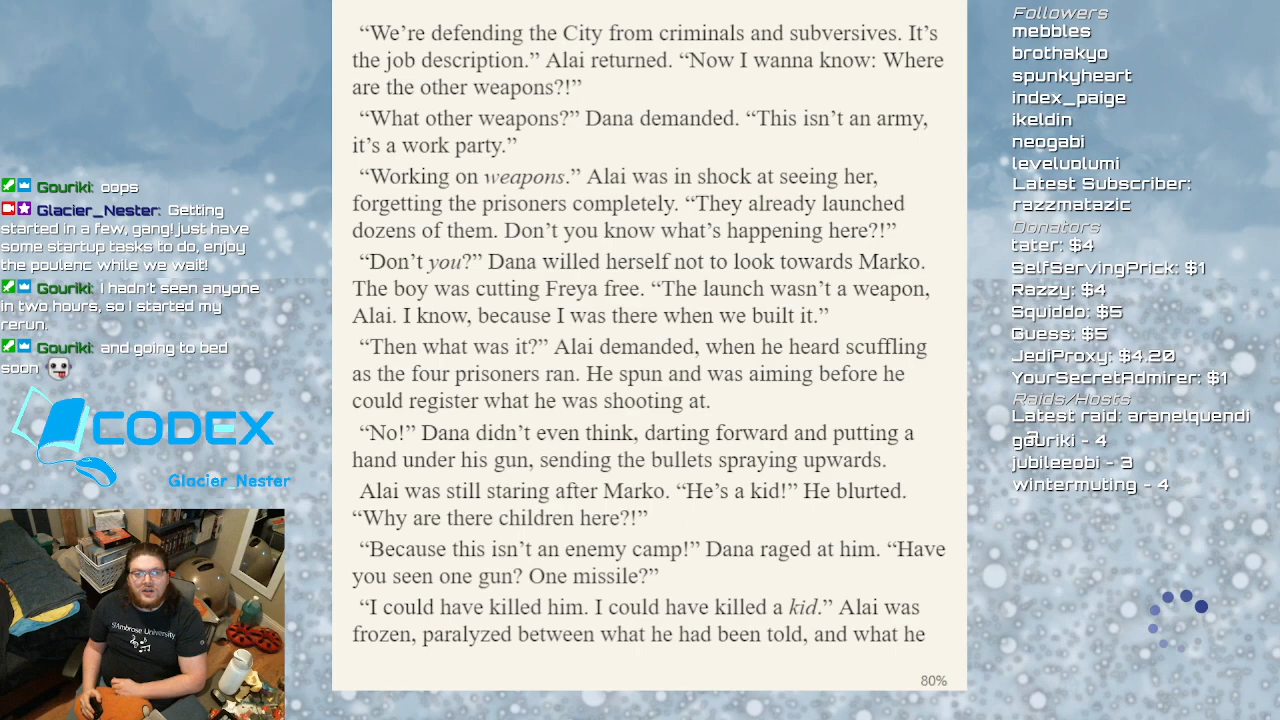 “We’re defending the City from criminals and subversives. It’s
the job description.” Alai returned. “Now I wanna know: Where
are the other weapons?!”
“What other weapons?” Dana demanded. “This isn’t an army,
it’s a work party.”
“Working on weapons.” Alai was in shock at seeing her,
forgetting the prisoners completely. “They already launched
dozens of them. Don’t you know what’s happening here?!”
“Don’t you?” Dana willed herself not to look towards Marko.
The boy was cutting Freya free. “The launch wasn’t a weapon,
Alai. I know, because I was there when we built it.”
“Then what was it?” Alai demanded, when he heard scuffling
as the four prisoners ran. He spun and was aiming before he
could register what he was shooting at.
“No!” Dana didn’t even think, darting forward and putting a
hand under his gun, sending the bullets spraying upwards.
Alai was still staring after Marko. “He’s a kid!” He blurted.
“Why are there children here?!”
“Because this isn’t an enemy camp!” Dana raged at him. “Have
you seen one gun? One missile?”
“I could have killed him. I could have killed a kid.” Alai was
frozen, paralyzed between what he had been told, and what he
80%
Gouriki: oops
Glacier_Nester: Getting
started in a few, gang! just have
some startup tasks to do, enjoy
the poulenc while we wait!
Gouriki: I hadn't seen anyone
in two hours, so I started my
rerun.
Gouriki: and going to bed
soon
CODEX
Glacier_Nester
St Ambrose University
Followers
mebbles
brothakyo
spunkyheart
index_paige
ikeldin
neogabi
leveluplumi
Latest Subscriber:
razzmatazic
Donators
tater: $4
SelfServingPrick: $1
Razzy: $4
Squiddo: $5
Guess: $5
JediProxy: $4.20
YourSecretAdmirer: $1
Raids/Hosts
Latest raid: aranelquendi
gouriki - 4
jubileeobi - 3
wintermuting - 4